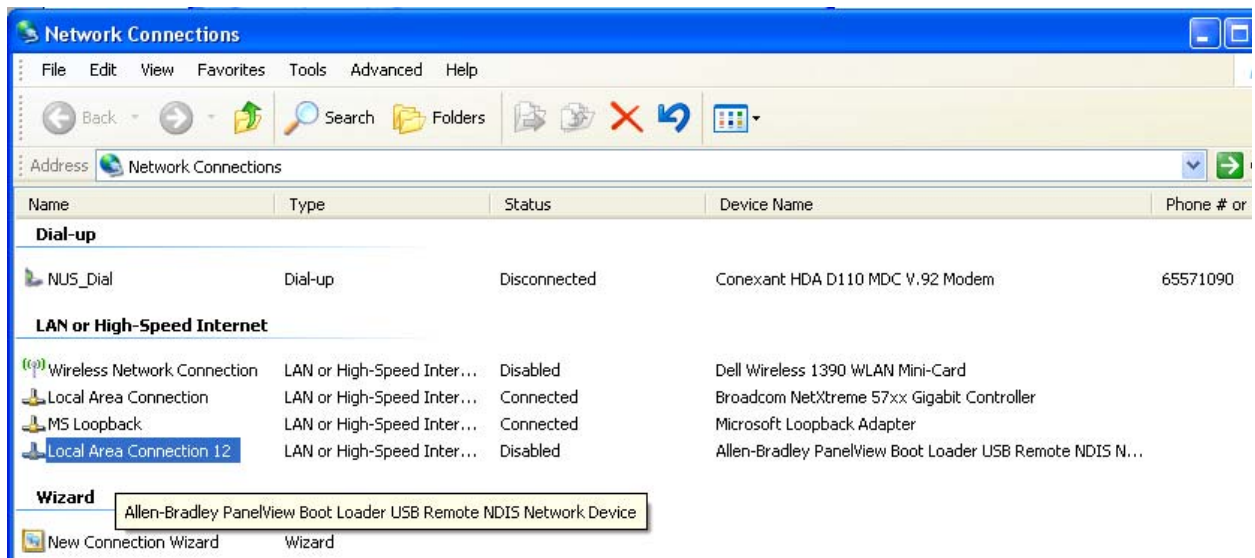 Network Connections
File Edit View Favorites Tools Advanced Help
Back Search Folders
Address Network Connections
Name Type Status Device Name Phone # or
Dial-up
NUS_Dial Dial-up Disconnected Conexant HDA D110 MDC V.92 Modem 65571090
LAN or High-Speed Internet
Wireless Network Connection LAN or High-Speed Inter... Disabled Dell Wireless 1390 WLAN Mini-Card
Local Area Connection LAN or High-Speed Inter... Connected Broadcom NetXtreme 57xx Gigabit Controller
MS Loopback LAN or High-Speed Inter... Connected Microsoft Loopback Adapter
Local Area Connection 12 LAN or High-Speed Inter... Disabled Allen-Bradley PanelView Boot Loader USB Remote NDIS N...
Wizard
Allen-Bradley PanelView Boot Loader USB Remote NDIS Network Device
New Connection Wizard Wizard